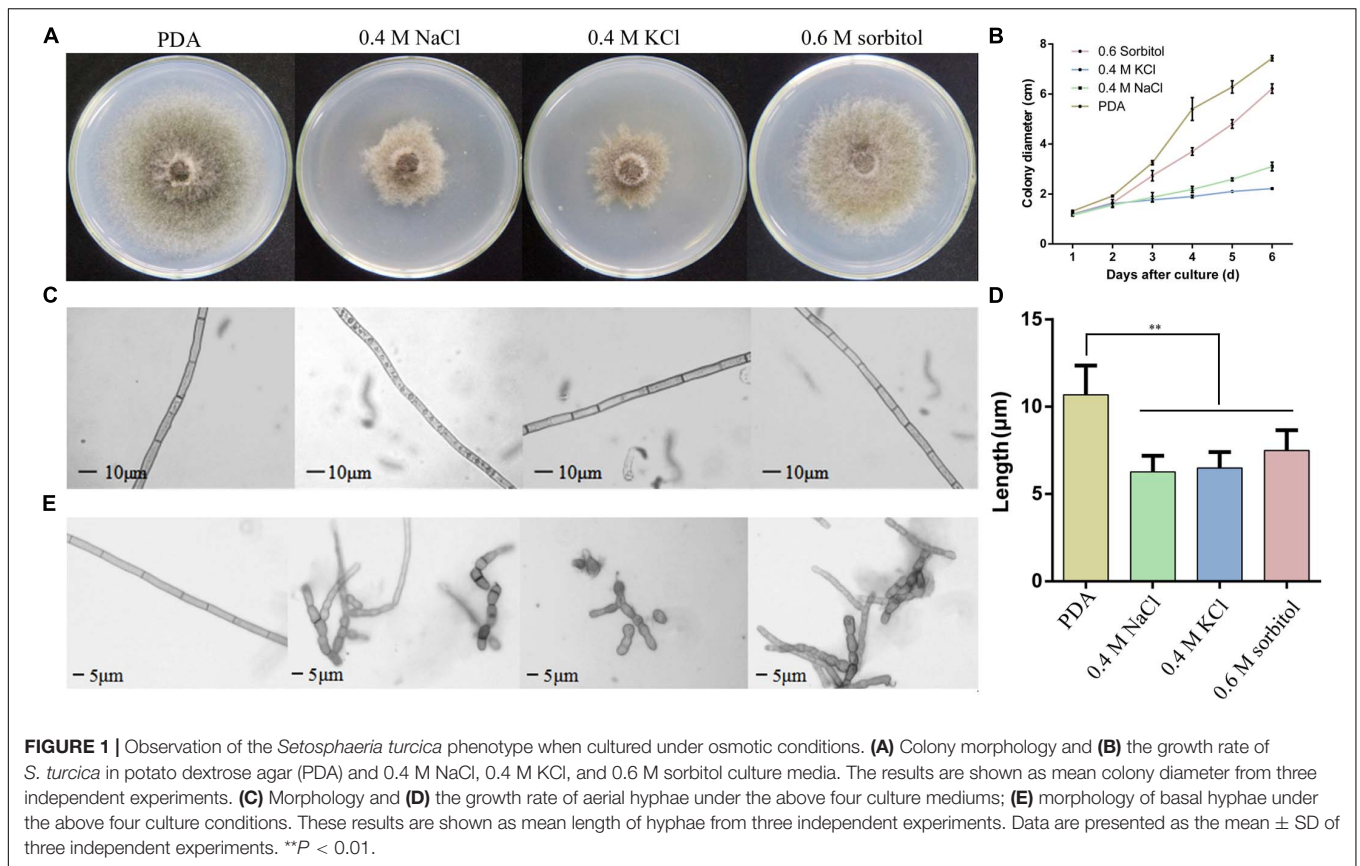 A
PDA
0.4 M NaCl
0.4 M KCl
0.6 M sorbitol
B
8
6
4
2
0
Colony diameter (cm)
0.6 Sorbitol
0.4 M KCl
0.4 M NaCl
PDA
1 2 3 4 5 6
Days after culture (d)
C
10μm
10μm
10μm
10μm
D
15
10
5
0
Length (μm)
**
PDA
0.4 M NaCl
0.4 M KCl
0.6 M sorbitol
E
5μm
5μm
5μm
5μm
FIGURE 1 | Observation of the Setosphaeria turcica phenotype when cultured under osmotic conditions. (A) Colony morphology and (B) the growth rate of
S. turcica in potato dextrose agar (PDA) and 0.4 M NaCl, 0.4 M KCl, and 0.6 M sorbitol culture media. The results are shown as mean colony diameter from three
independent experiments. (C) Morphology and (D) the growth rate of aerial hyphae under the above four culture mediums; (E) morphology of basal hyphae under
the above four culture conditions. These results are shown as mean length of hyphae from three independent experiments. Data are presented as the mean ± SD of
three independent experiments. **P < 0.01.